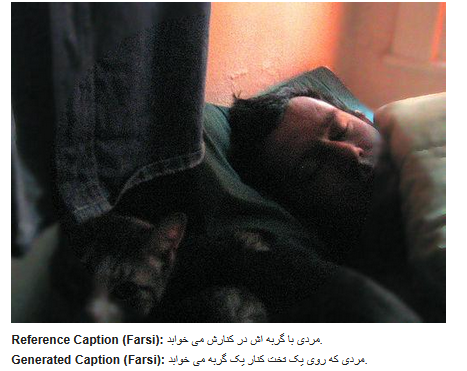 Reference Caption (Farsi): مردی با گربه اش در کنارش می خوابد.
Generated Caption (Farsi): مردی که روی یک تخت کنار یک گربه می خوابد.